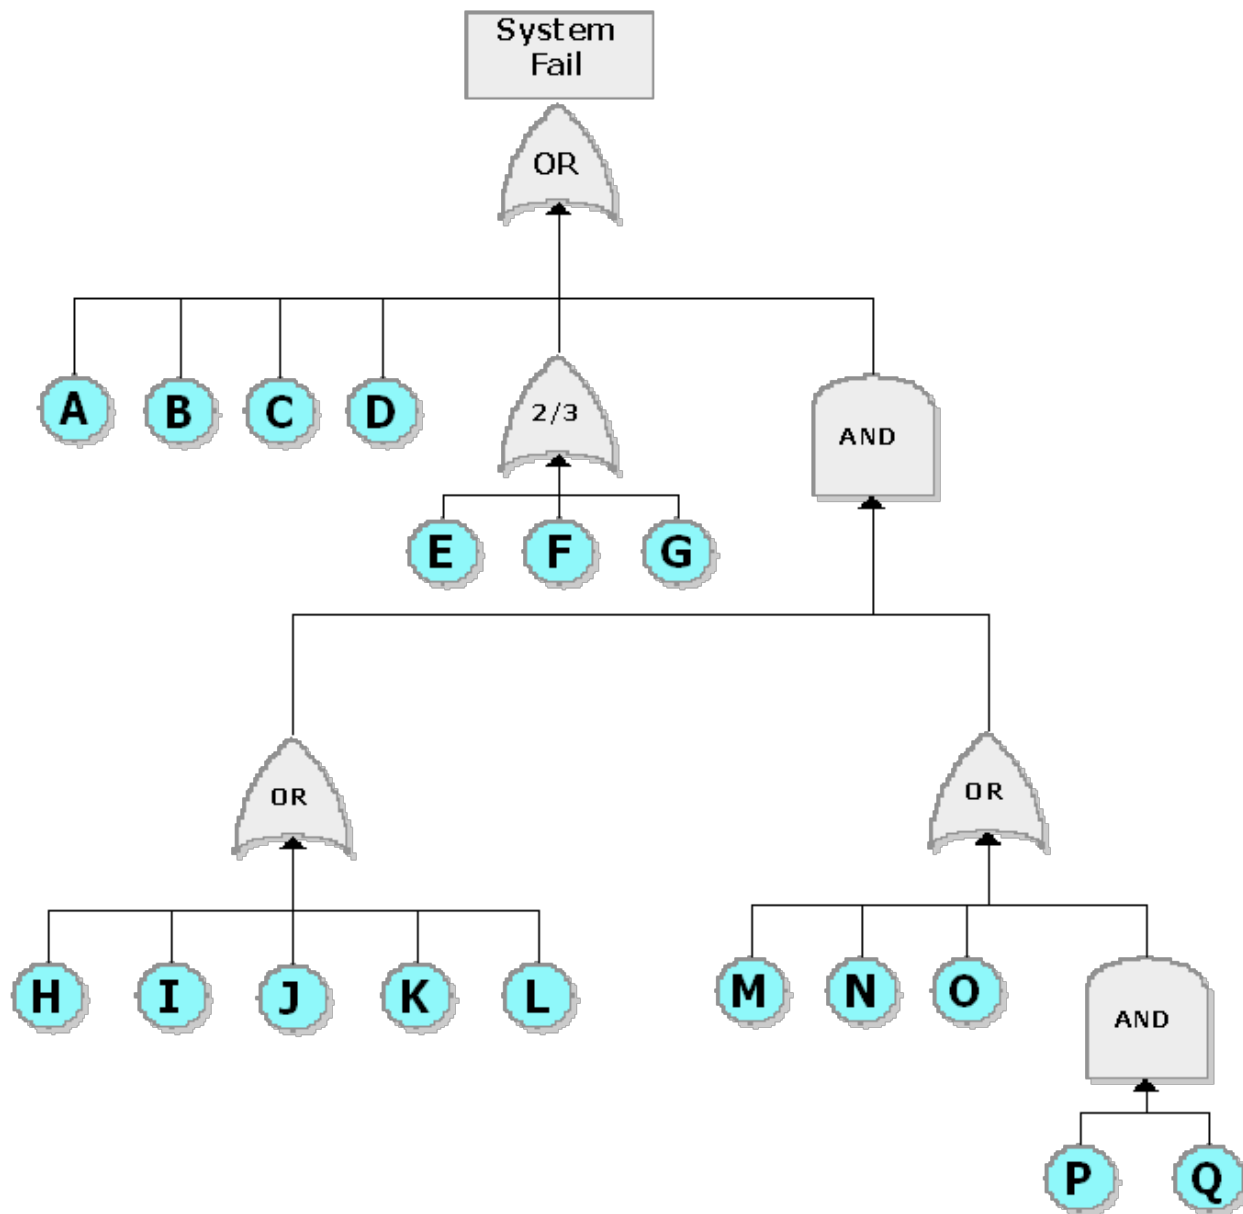 System
Fail
OR
A B C D
2/3
AND
E F G
OR
OR
H I J K L
M N O
AND
P Q